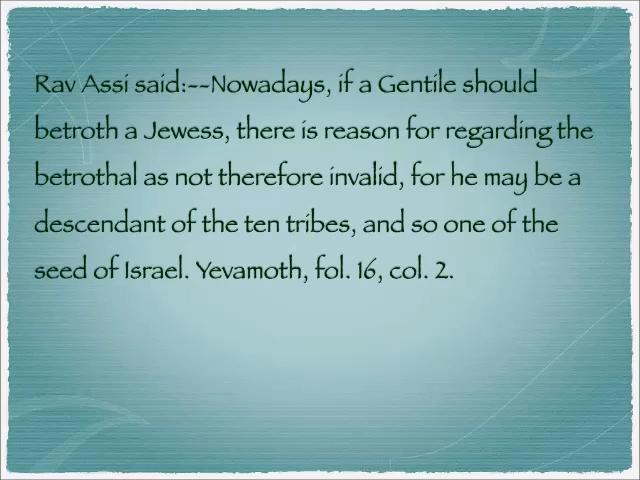 Rav Assi said:--Nowadays, if a Gentile should
betroth a Jewess, there is reason for regarding the
betrothal as not therefore invalid, for he may be a
descendant of the ten tribes, and so one of the
seed of Israel. Yevamoth, fol. 16, col. 2.